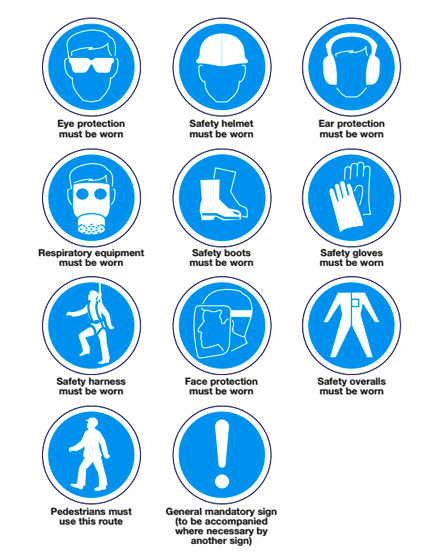 Eye protection
must be worn
Safety helmet
must be worn
Ear protection
must be worn
Respiratory equipment
must be worn
Safety boots
must be worn
Safety gloves
must be worn
Safety harness
must be worn
Face protection
must be worn
Safety overalls
must be worn
Pedestrians must
use this route
General mandatory sign
(to be accompanied
where necessary by
another sign)